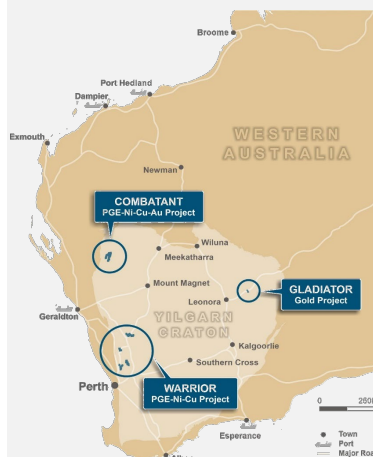 Broome
Port Hedland
Dampier
WESTERN
AUSTRALIA
Exmouth
Newman
COMBATANT
PGE-Ni-Cu-Au Project
Wiluna
Meekatharra
Mount Magnet
GLADIATOR
Gold Project
Leonora
Geraldton
YILGARN
CRATON
Kalgoorlie
Southern Cross
Perth
WARRIOR
PGE-Ni-Cu Project
0
Esperance
Town
Port
Major